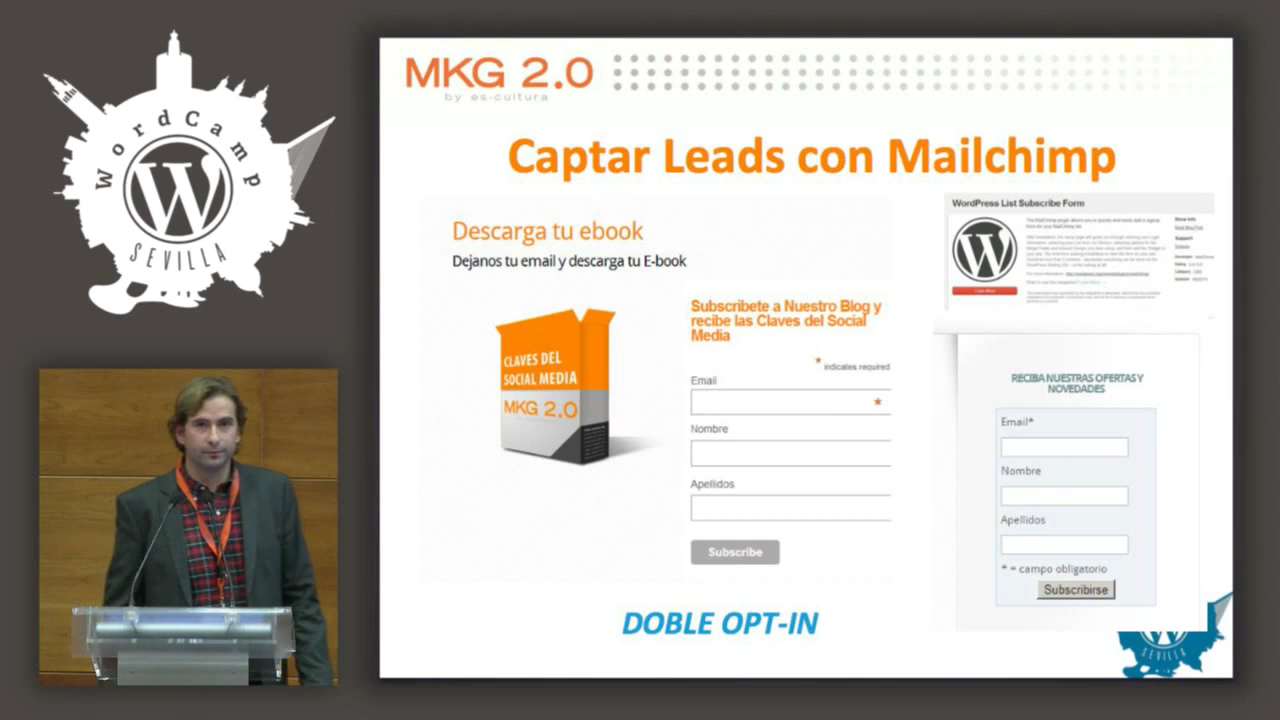 WordCamp
SEVILLA
MKG 2.0
by es-cultura
Captar Leads con Mailchimp
Descarga tu ebook
Dejanos tu email y descarga tu E-book
CLAVES DEL
SOCIAL MEDIA
MKG 2.0
Subscribete a Nuestro Blog y
recibe las Claves del Social
Media
* indicates required
Email
*
Nombre
Apellidos
Subscribe
DOBLE OPT-IN
WordPress List Subscribe Form
RECIBA NUESTRAS OFERTAS Y
NOVEDADES
Email*
Nombre
Apellidos
* = campo obligatorio
Subscribirse
SEVILLA